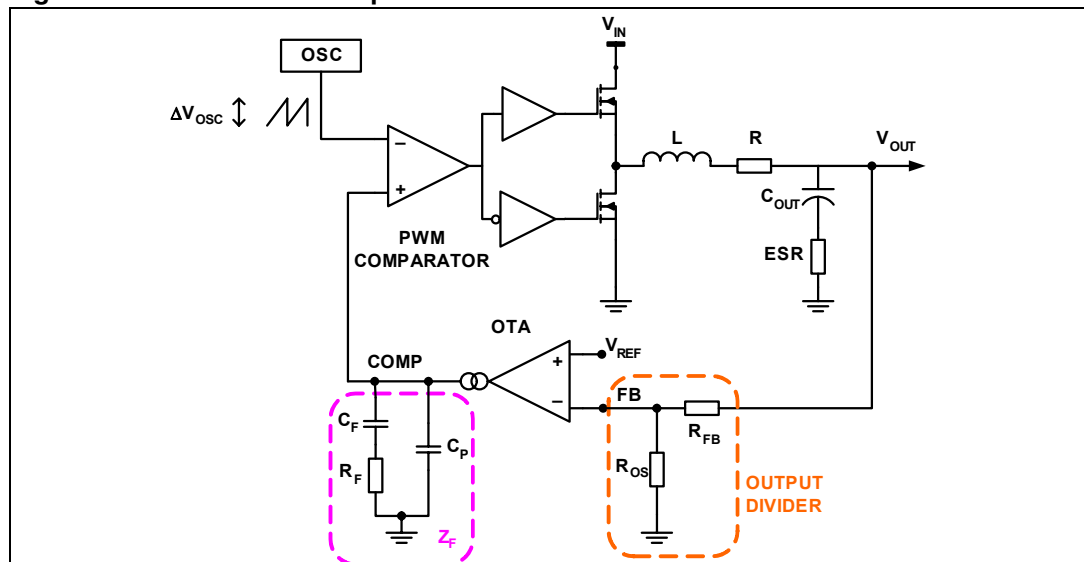 OSC
ΔV_OSC
V_IN
L
R
V_OUT
C_OUT
ESR
−
+
PWM
COMPARATOR
OTA
COMP
V_REF
+
−
FB
R_FB
R_OS
C_F
C_P
R_F
Z_F
OUTPUT
DIVIDER